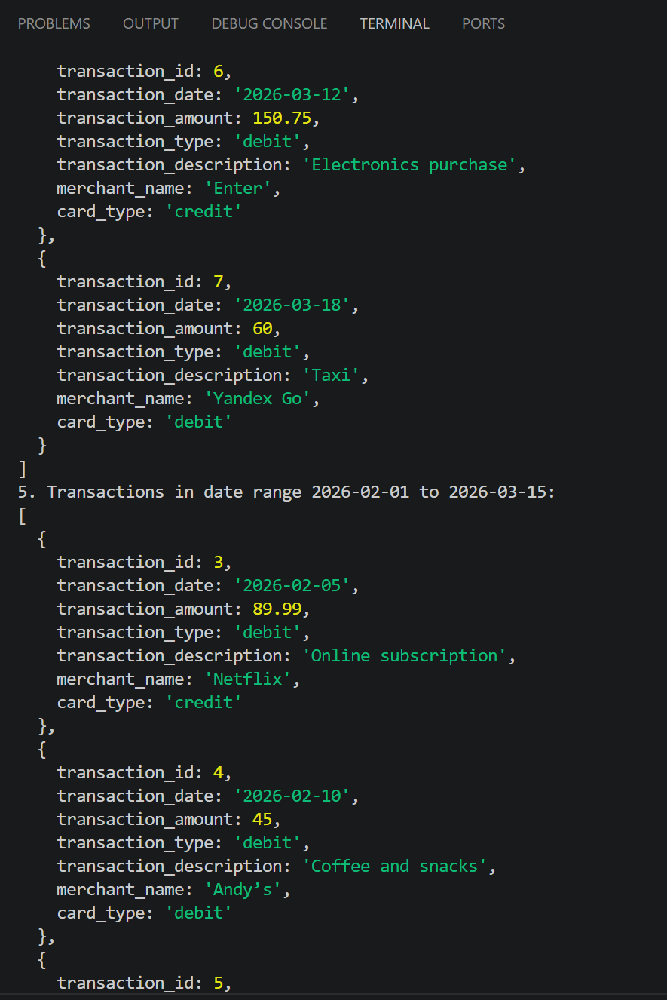 PROBLEMS OUTPUT DEBUG CONSOLE TERMINAL PORTS
    transaction_id: 6,
    transaction_date: '2026-03-12',
    transaction_amount: 150.75,
    transaction_type: 'debit',
    transaction_description: 'Electronics purchase',
    merchant_name: 'Enter',
    card_type: 'credit'
  },
  {
    transaction_id: 7,
    transaction_date: '2026-03-18',
    transaction_amount: 60,
    transaction_type: 'debit',
    transaction_description: 'Taxi',
    merchant_name: 'Yandex Go',
    card_type: 'debit'
  }
]
5. Transactions in date range 2026-02-01 to 2026-03-15:
[
  {
    transaction_id: 3,
    transaction_date: '2026-02-05',
    transaction_amount: 89.99,
    transaction_type: 'debit',
    transaction_description: 'Online subscription',
    merchant_name: 'Netflix',
    card_type: 'credit'
  },
  {
    transaction_id: 4,
    transaction_date: '2026-02-10',
    transaction_amount: 45,
    transaction_type: 'debit',
    transaction_description: 'Coffee and snacks',
    merchant_name: 'Andy’s',
    card_type: 'debit'
  },
  {
    transaction_id: 5,